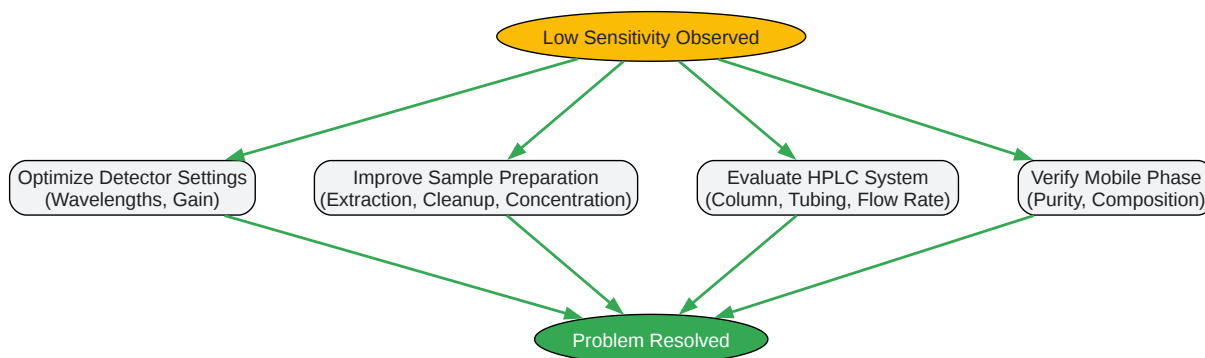 Low Sensitivity Observed
Optimize Detector Settings
(Wavelengths, Gain)
Improve Sample Preparation
(Extraction, Cleanup, Concentration)
Evaluate HPLC System
(Column, Tubing, Flow Rate)
Verify Mobile Phase
(Purity, Composition)
Problem Resolved